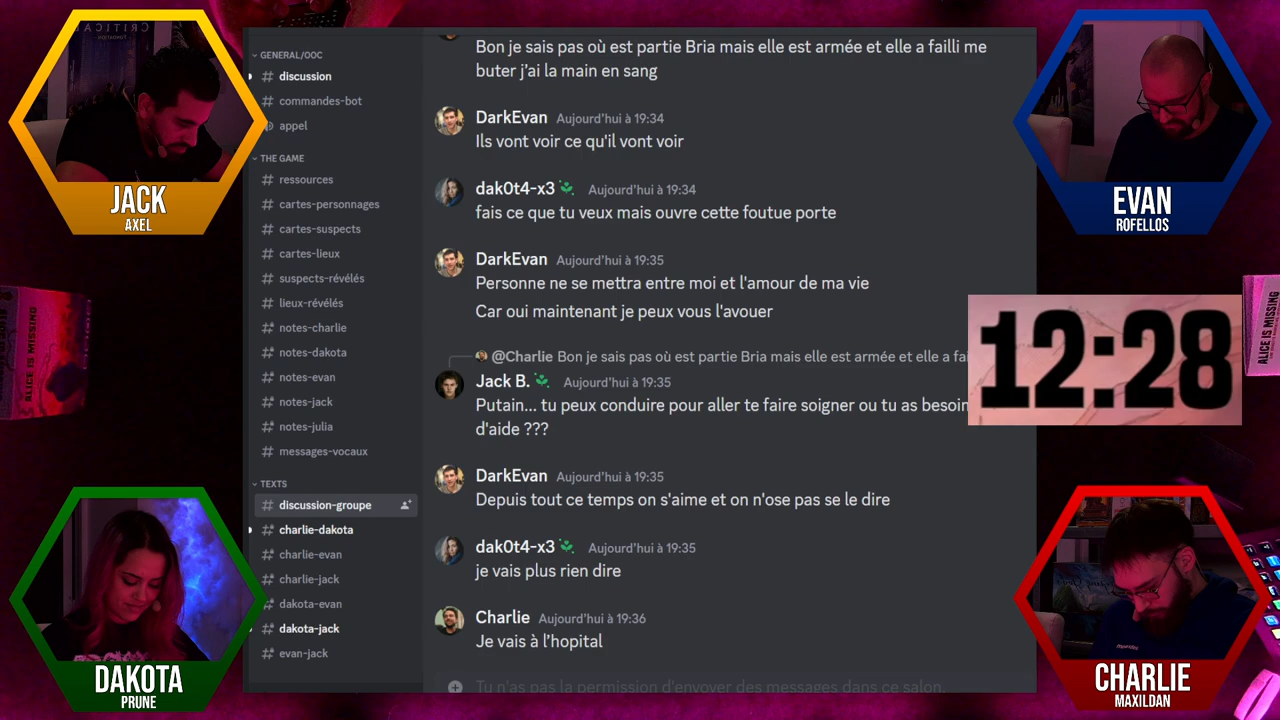 CRITICA
FOUNDATION
JACK
AXEL
EVAN
ROFELLOS
ALICE IS MISSING
ALICE IS MISSING
12:28
DAKOTA
PRUNE
CHARLIE
MAXILDAN
GENERAL/OOC
# discussion
# commandes-bot
appel
THE GAME
# ressources
# cartes-personnages
# cartes-suspects
# cartes-lieux
# suspects-révélés
# lieux-révélés
# notes-charlie
# notes-dakota
# notes-evan
# notes-jack
# notes-julia
# messages-vocaux
TEXTS
# discussion-groupe
# charlie-dakota
# charlie-evan
# charlie-jack
# dakota-evan
# dakota-jack
# evan-jack
Bon je sais pas où est partie Bria mais elle est armée et elle a failli me
buter j'ai la main en sang
DarkEvan Aujourd'hui à 19:34
Ils vont voir ce qu'il vont voir
dak0t4-x3 Aujourd'hui à 19:34
fais ce que tu veux mais ouvre cette foutue porte
DarkEvan Aujourd'hui à 19:35
Personne ne se mettra entre moi et l'amour de ma vie
Car oui maintenant je peux vous l'avouer
@Charlie Bon je sais pas où est partie Bria mais elle est armée et elle a fai
Jack B. Aujourd'hui à 19:35
Putain... tu peux conduire pour aller te faire soigner ou tu as besoin
d'aide ???
DarkEvan Aujourd'hui à 19:35
Depuis tout ce temps on s'aime et on n'ose pas se le dire
dak0t4-x3 Aujourd'hui à 19:35
je vais plus rien dire
Charlie Aujourd'hui à 19:36
Je vais à l'hopital
Tu n'as pas la permission d'envoyer des messages dans ce salon.